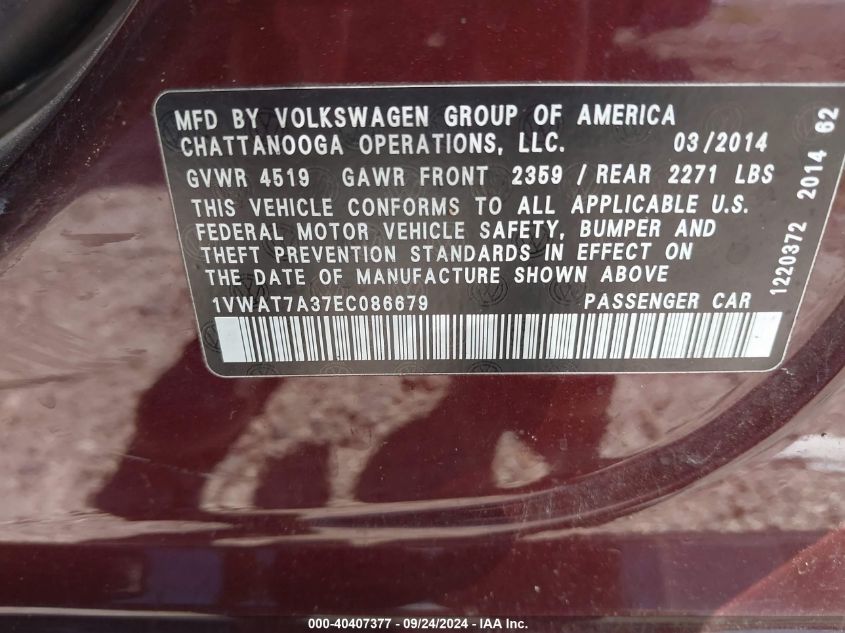 MFD BY VOLKSWAGEN GROUP OF AMERICA
CHATTANOOGA OPERATIONS, LLC. 03/2014
GVWR 4519 GAWR FRONT 2359 / REAR 2271 LBS
THIS VEHICLE CONFORMS TO ALL APPLICABLE U.S.
FEDERAL MOTOR VEHICLE SAFETY, BUMPER AND
THEFT PREVENTION STANDARDS IN EFFECT ON
THE DATE OF MANUFACTURE SHOWN ABOVE
1VWAT7A37EC086679 PASSENGER CAR
1220372 2014 62
000-40407377 - 09/24/2024 - IAA, Inc.